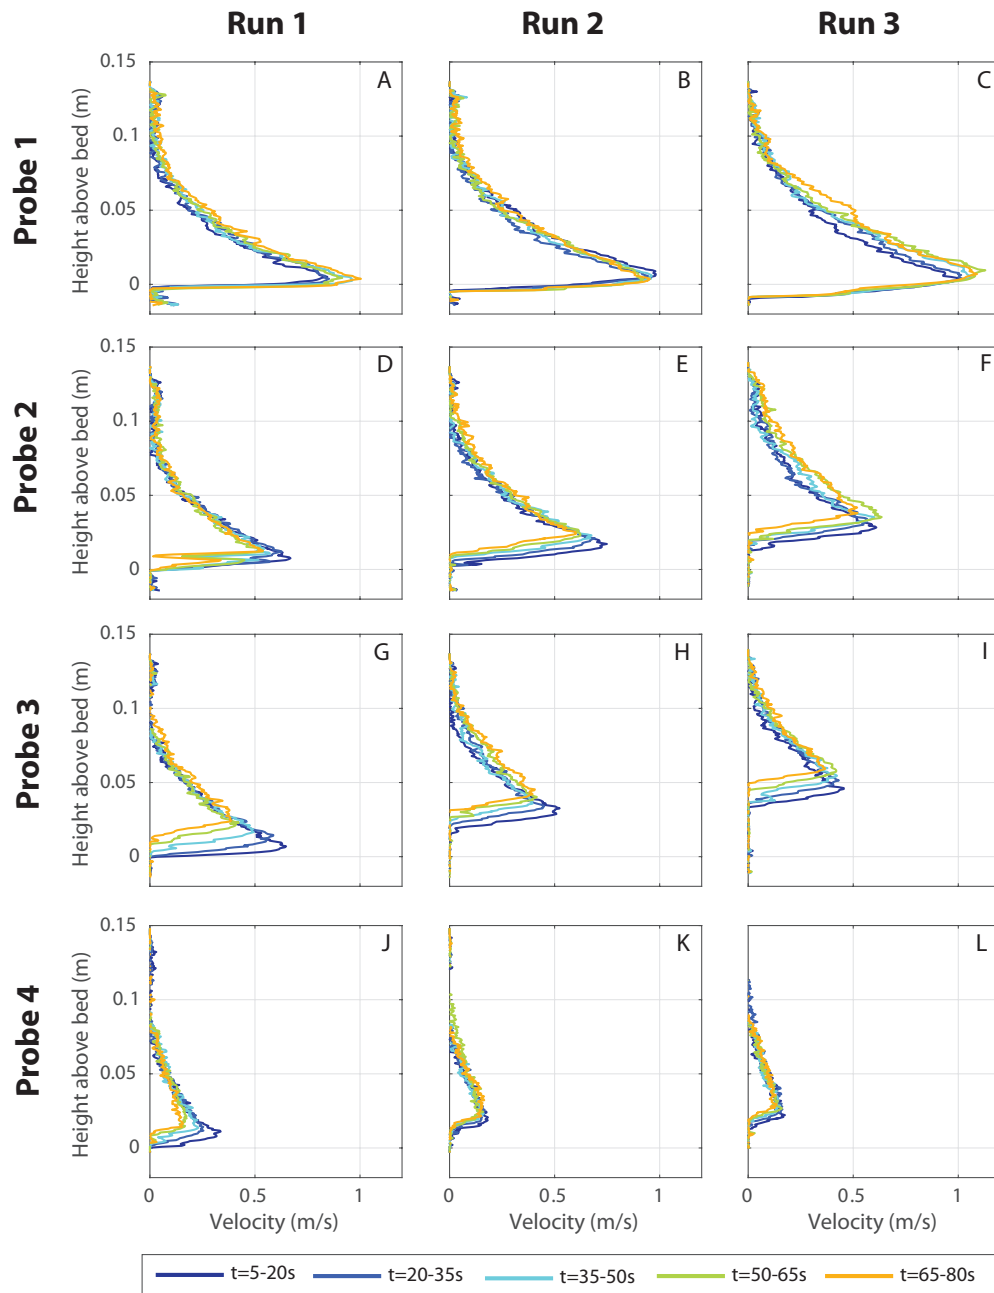 Run 1 Run 2 Run 3
Probe 1
Height above bed (m)
0.15
0.1
0.05
0
A
B
C
Probe 2
Height above bed (m)
0.15
0.1
0.05
0
D
E
F
Probe 3
Height above bed (m)
0.15
0.1
0.05
0
G
H
I
Probe 4
Height above bed (m)
0.15
0.1
0.05
0
J
K
L
0 0.5 1 0 0.5 1 0 0.5 1
Velocity (m/s) Velocity (m/s) Velocity (m/s)
t=5-20s t=20-35s t=35-50s t=50-65s t=65-80s